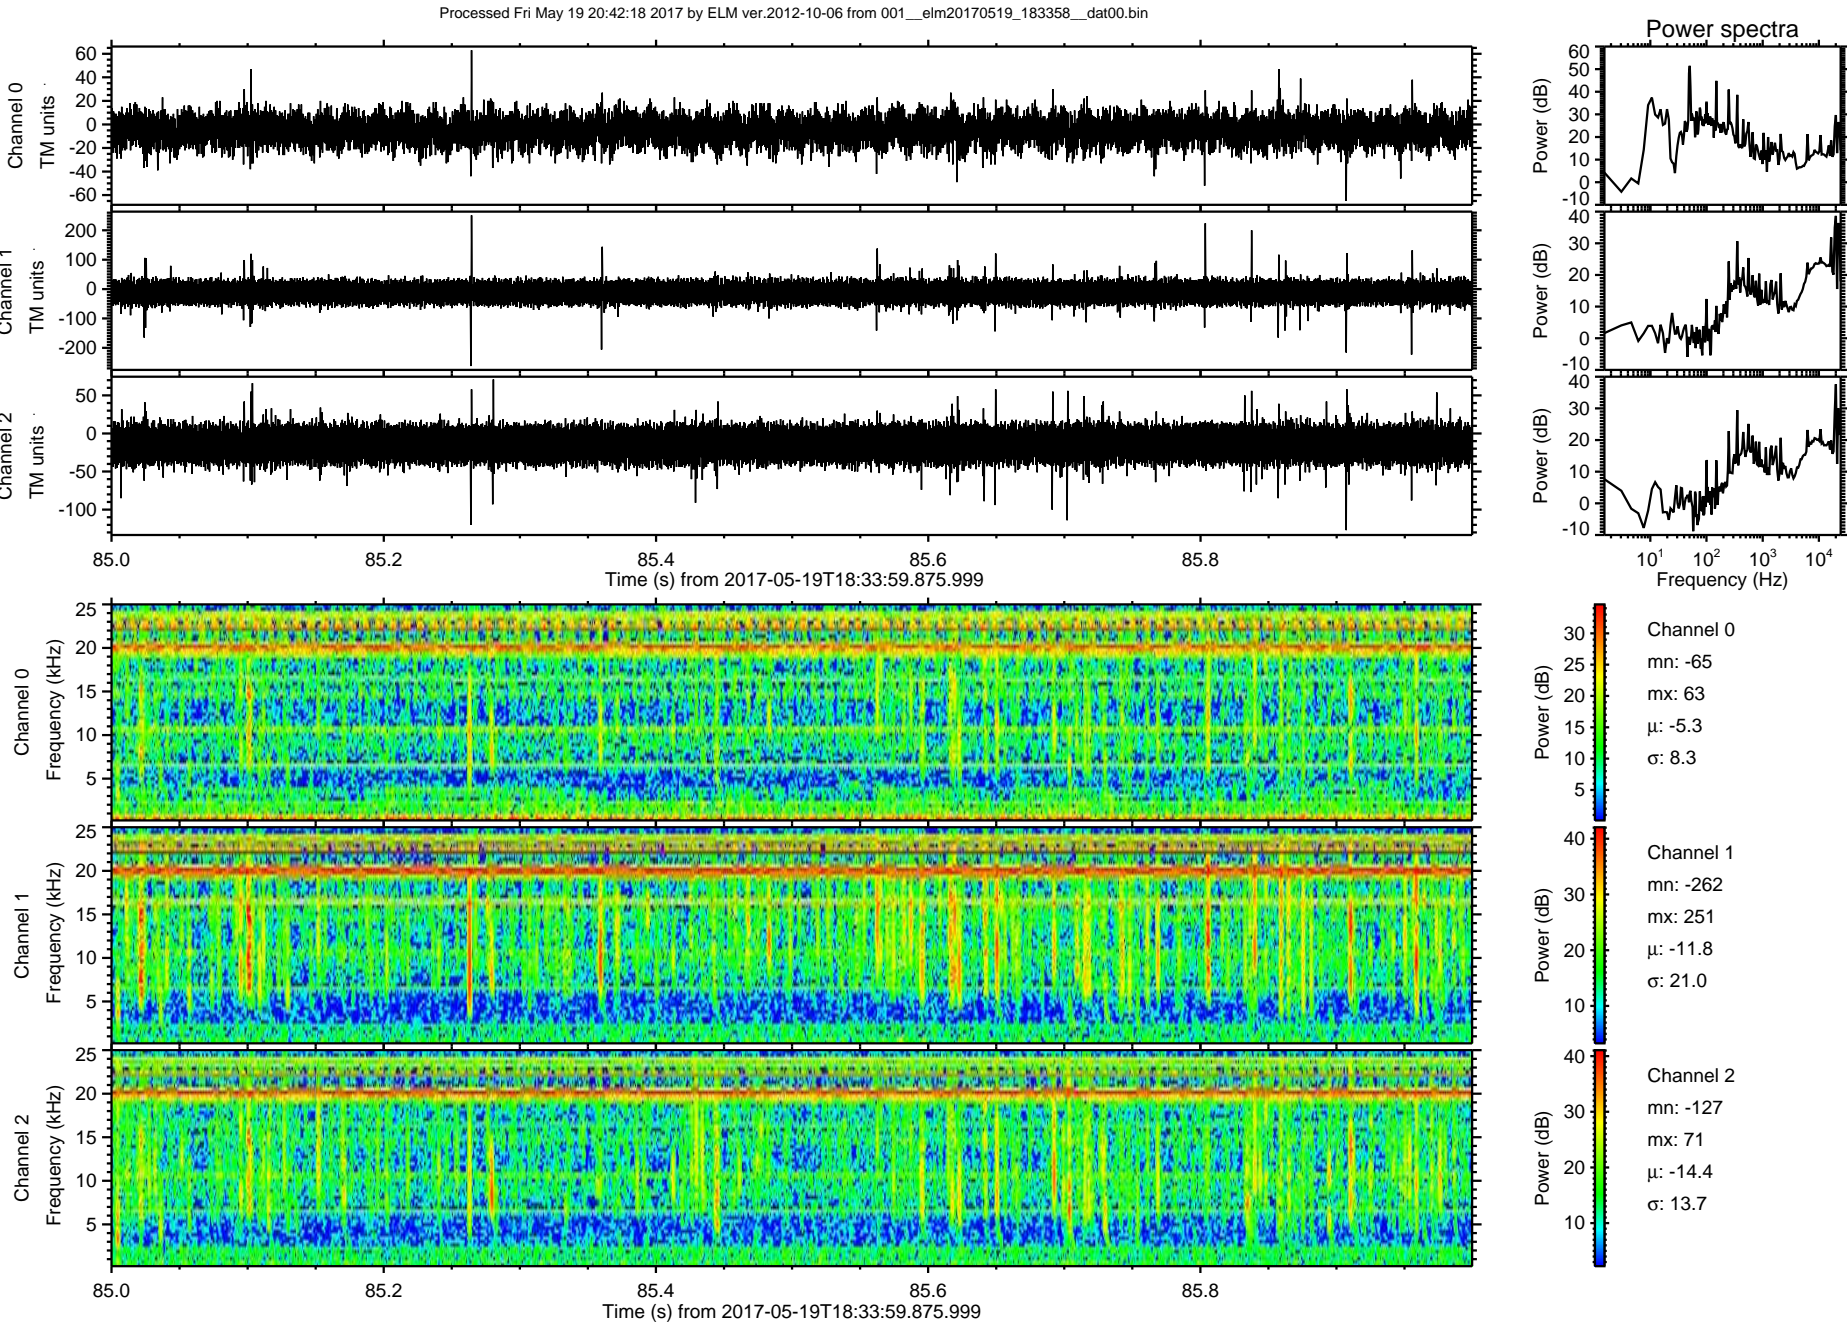 Processed Fri May 19 20:42:18 2017 by ELM ver.2012-10-06 from 001__elm20170519_183358__dat00.bin
Power spectra
Channel 0
TM units
60
40
20
0
-20
-40
-60
Power (dB)
60
50
40
30
20
10
0
-10
Channel 1
TM units
200
100
0
-100
-200
Power (dB)
40
30
20
10
0
-10
Channel 2
TM units
50
0
-50
-100
Power (dB)
40
30
20
10
0
-10
85.0 85.2 85.4 85.6 85.8
Time (s) from 2017-05-19T18:33:59.875.999
10¹ 10² 10³ 10⁴
Frequency (Hz)
Channel 0
Frequency (kHz)
25
20
15
10
5
Power (dB)
30
25
20
15
10
5
Channel 0
mn: -65
mx: 63
μ: -5.3
σ: 8.3
Channel 1
Frequency (kHz)
25
20
15
10
5
Power (dB)
40
30
20
10
Channel 1
mn: -262
mx: 251
μ: -11.8
σ: 21.0
Channel 2
Frequency (kHz)
25
20
15
10
5
Power (dB)
40
30
20
10
Channel 2
mn: -127
mx: 71
μ: -14.4
σ: 13.7
85.0 85.2 85.4 85.6 85.8
Time (s) from 2017-05-19T18:33:59.875.999